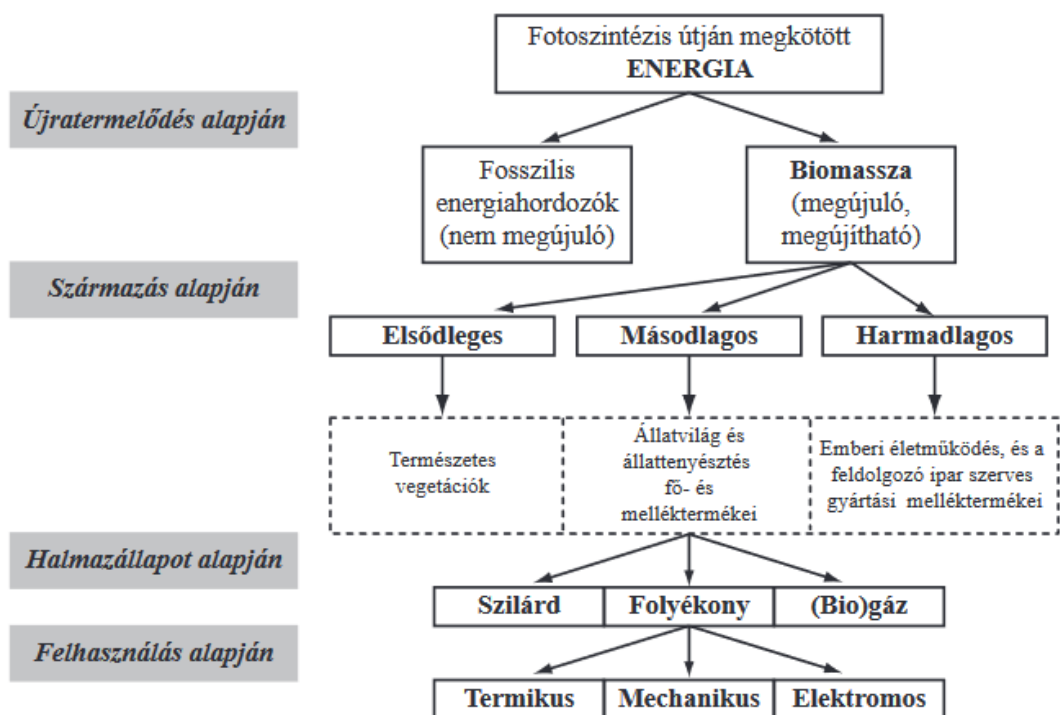 Fotoszintézis útján megkötött
ENERGIA
Újratermelődés alapján
Fosszilis
energiahordozók
(nem megújuló)
Biomassza
(megújuló,
megújítható)
Származás alapján
Elsődleges
Másodlagos
Harmadlagos
Természetes
vegetációk
Állatvilág és
állattenyésztés
fő- és
melléktermékei
Emberi életműködés, és a
feldolgozó ipar szerves
gyártási melléktermékei
Halmazállapot alapján
Szilárd
Folyékony
(Bio)gáz
Felhasználás alapján
Termikus
Mechanikus
Elektromos